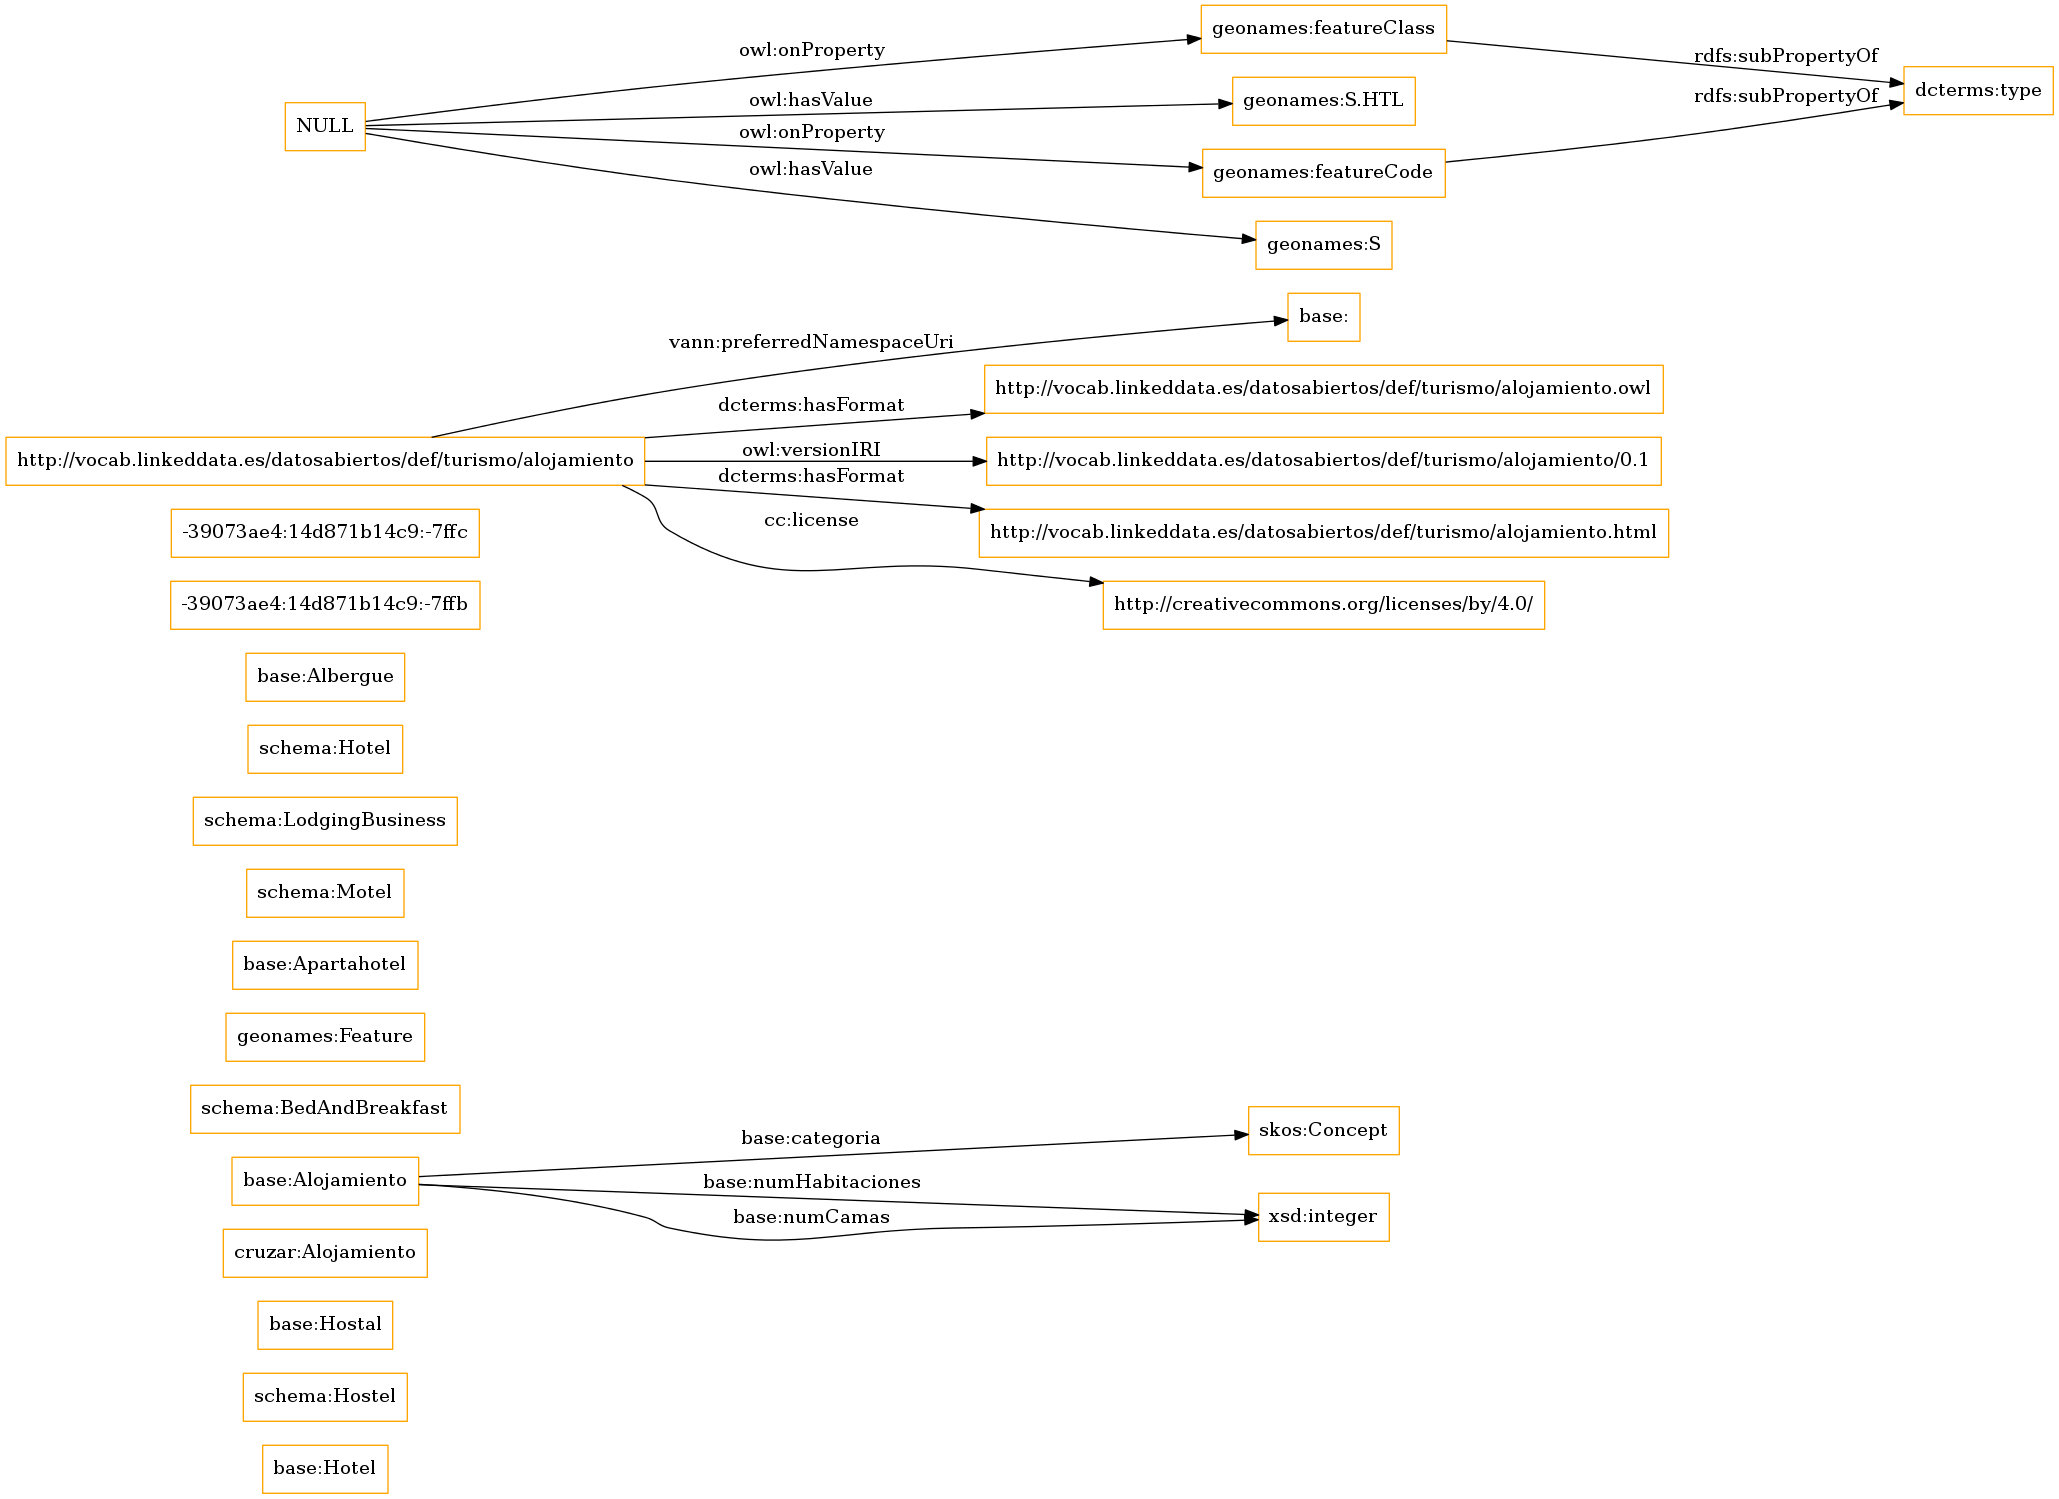 geonames:featureClass
owl:onProperty
rdfs:subPropertyOf
dcterms:type
owl:hasValue
geonames:S.HTL
rdfs:subPropertyOf
NULL
owl:onProperty
geonames:featureCode
owl:hasValue
geonames:S
base:
vann:preferredNamespaceUri
http://vocab.linkeddata.es/datosabiertos/def/turismo/alojamiento.owl
dcterms:hasFormat
owl:versionIRI
http://vocab.linkeddata.es/datosabiertos/def/turismo/alojamiento
http://vocab.linkeddata.es/datosabiertos/def/turismo/alojamiento/0.1
dcterms:hasFormat
cc:license
-39073ae4:14d871b14c9:-7ffc
http://vocab.linkeddata.es/datosabiertos/def/turismo/alojamiento.html
-39073ae4:14d871b14c9:-7ffb
http://creativecommons.org/licenses/by/4.0/
base:Albergue
schema:Hotel
schema:LodgingBusiness
schema:Motel
base:Apartahotel
geonames:Feature
schema:BedAndBreakfast
skos:Concept
base:categoria
base:Alojamiento
base:numHabitaciones
base:numCamas
xsd:integer
cruzar:Alojamiento
base:Hostal
schema:Hostel
base:Hotel